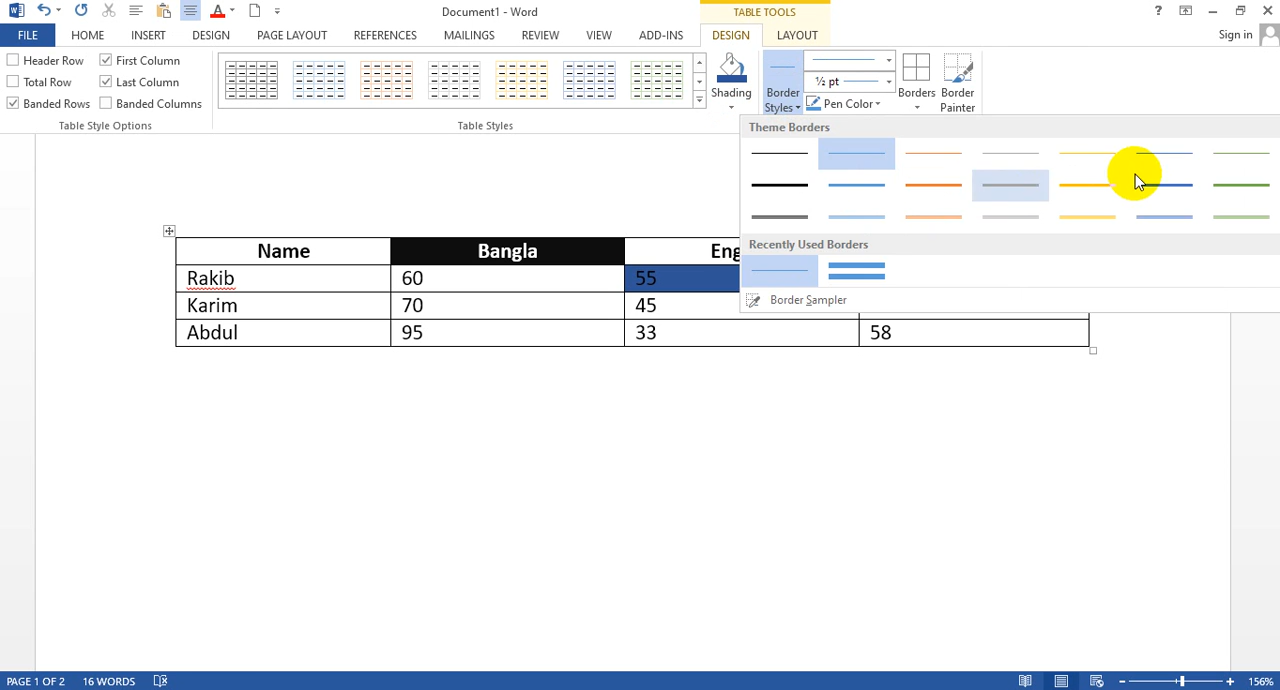 Document1 - Word
TABLE TOOLS
?
FILE HOME INSERT DESIGN PAGE LAYOUT REFERENCES MAILINGS REVIEW VIEW ADD-INS DESIGN LAYOUT Sign in
Header Row First Column
Total Row Last Column
Banded Rows Banded Columns
Table Style Options
Table Styles
Shading
Border
Styles
½ pt
Pen Color
Borders
Border
Painter
Theme Borders
Recently Used Borders
Border Sampler
Name Bangla Eng
Rakib 60 55
Karim 70 45
Abdul 95 33 58
PAGE 1 OF 2 16 WORDS 156%